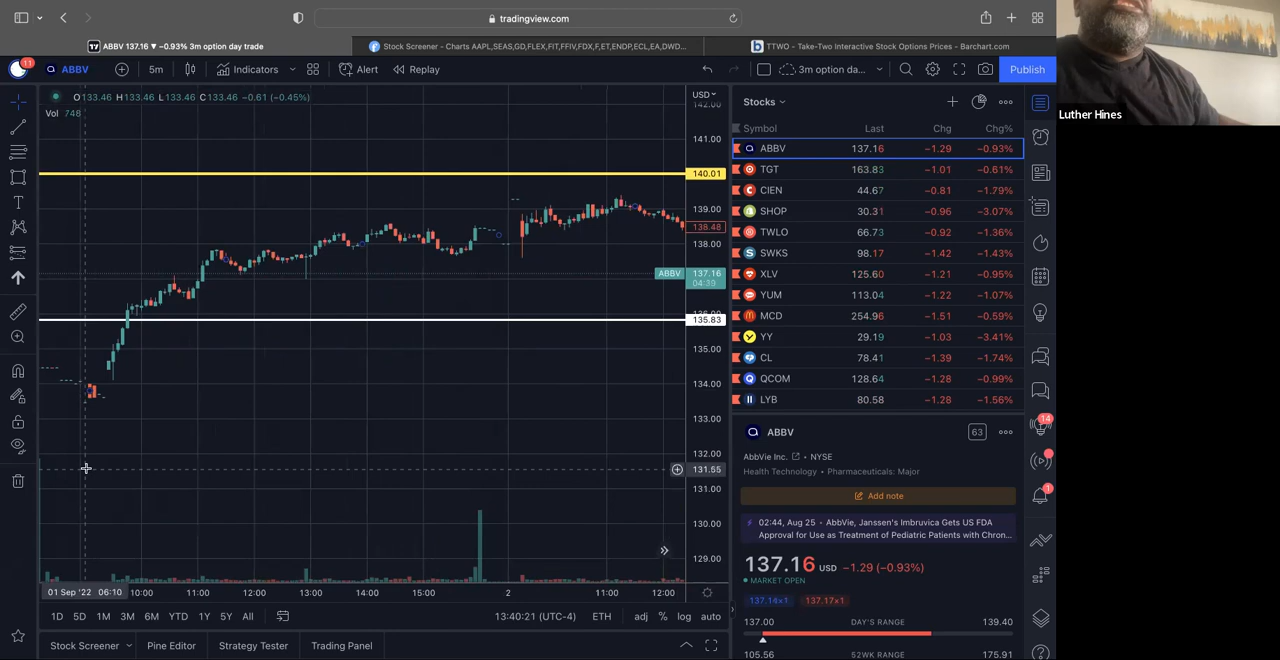 tradingview.com
ABBV 137.16 ▼ −0.93% 3m option day trade
Stock Screener - Charts AAPL,SEAS,GD,FLEX,FIT,FFIV,FDX,F,ET,ENDP,ECL,EA,DWD...
TTWO - Take-Two Interactive Stock Options Prices - Barchart.com
11
ABBV
5m
Indicators
Alert
Replay
3m option da...
Publish
O133.46 H133.46 L133.46 C133.46 −0.61 (−0.45%)
Vol 748
USD
142.00
141.00
140.01
139.00
138.48
138.00
ABBV 137.16
04:39
136.00
135.83
135.00
134.00
133.00
132.00
131.55
131.00
130.00
129.00
01 Sep '22 06:10
10:00
11:00
12:00
13:00
14:00
15:00
2
11:00
12:00
1D 5D 1M 3M 6M YTD 1Y 5Y All
13:40:21 (UTC-4) ETH adj % log auto
Stock Screener
Pine Editor
Strategy Tester
Trading Panel
Stocks
Symbol Last Chg Chg%
ABBV 137.16 −1.29 −0.93%
TGT 163.83 −1.01 −0.61%
CIEN 44.67 −0.81 −1.79%
SHOP 30.31 −0.96 −3.07%
TWLO 66.73 −0.92 −1.36%
SWKS 98.17 −1.42 −1.43%
XLV 125.60 −1.21 −0.95%
YUM 113.04 −1.22 −1.07%
MCD 254.96 −1.51 −0.59%
YY 29.19 −1.03 −3.41%
CL 78.41 −1.39 −1.74%
QCOM 128.64 −1.28 −0.99%
LYB 80.58 −1.28 −1.56%
ABBV
63
AbbVie Inc. • NYSE
Health Technology • Pharmaceuticals: Major
Add note
02:44, Aug 25 • AbbVie, Janssen's Imbruvica Gets US FDA
Approval for Use as Treatment of Pediatric Patients with Chron...
137.16 USD −1.29 (−0.93%)
MARKET OPEN
137.16×1
137.17×1
137.00 DAY'S RANGE 139.40
105.56 52WK RANGE 175.91
14
1
Luther Hines